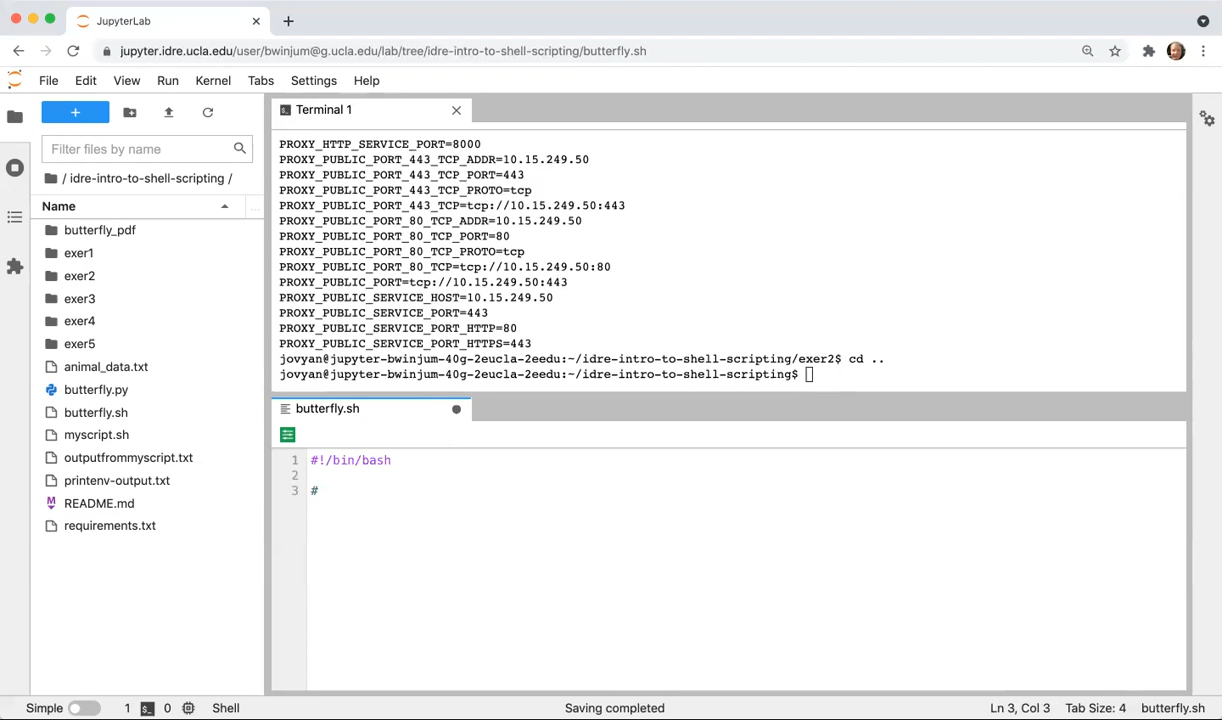 JupyterLab
jupyter.idre.ucla.edu/user/bwinjum@g.ucla.edu/lab/tree/idre-intro-to-shell-scripting/butterfly.sh
File Edit View Run Kernel Tabs Settings Help
+
Filter files by name
/ idre-intro-to-shell-scripting /
Name
butterfly_pdf
exer1
exer2
exer3
exer4
exer5
animal_data.txt
butterfly.py
butterfly.sh
myscript.sh
outputfrommyscript.txt
printenv-output.txt
README.md
requirements.txt
Terminal 1
PROXY_HTTP_SERVICE_PORT=8000
PROXY_PUBLIC_PORT_443_TCP_ADDR=10.15.249.50
PROXY_PUBLIC_PORT_443_TCP_PORT=443
PROXY_PUBLIC_PORT_443_TCP_PROTO=tcp
PROXY_PUBLIC_PORT_443_TCP=tcp://10.15.249.50:443
PROXY_PUBLIC_PORT_80_TCP_ADDR=10.15.249.50
PROXY_PUBLIC_PORT_80_TCP_PORT=80
PROXY_PUBLIC_PORT_80_TCP_PROTO=tcp
PROXY_PUBLIC_PORT_80_TCP=tcp://10.15.249.50:80
PROXY_PUBLIC_PORT=tcp://10.15.249.50:443
PROXY_PUBLIC_SERVICE_HOST=10.15.249.50
PROXY_PUBLIC_SERVICE_PORT=443
PROXY_PUBLIC_SERVICE_PORT_HTTP=80
PROXY_PUBLIC_SERVICE_PORT_HTTPS=443
jovyan@jupyter-bwinjum-40g-2eucla-2eedu:~/idre-intro-to-shell-scripting/exer2$ cd ..
jovyan@jupyter-bwinjum-40g-2eucla-2eedu:~/idre-intro-to-shell-scripting$
butterfly.sh
1 #!/bin/bash
2
3 #
Simple 1 $_ 0 Shell Saving completed Ln 3, Col 3 Tab Size: 4 butterfly.sh